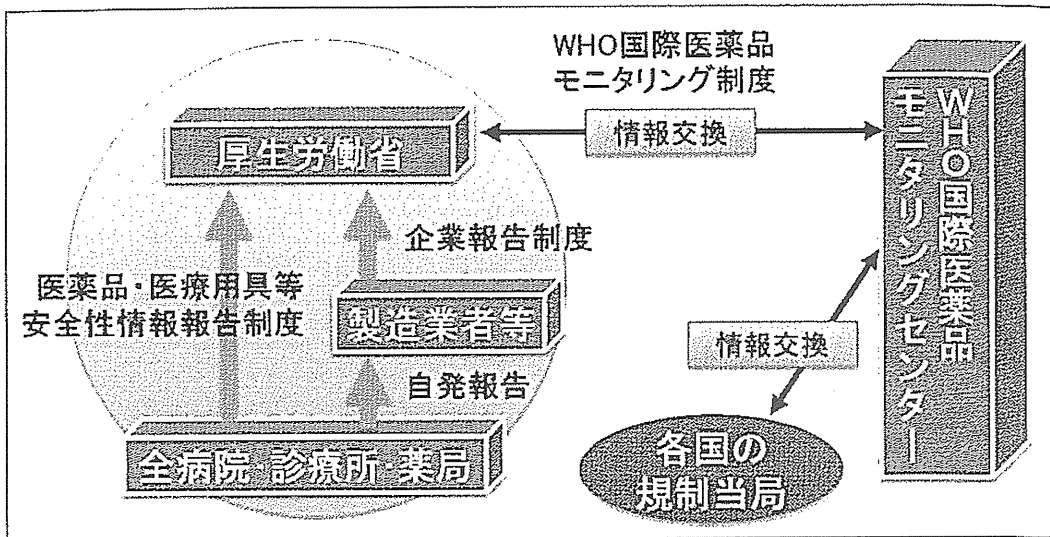 WHO国際医薬品
モニタリング制度
厚生労働省
情報交換
企業報告制度
医薬品・医療用具等
安全性情報報告制度
製造業者等
自発報告
全病院・診療所・薬局
情報交換
各国の
規制当局
WHO国際医薬品
モニタリングセンター